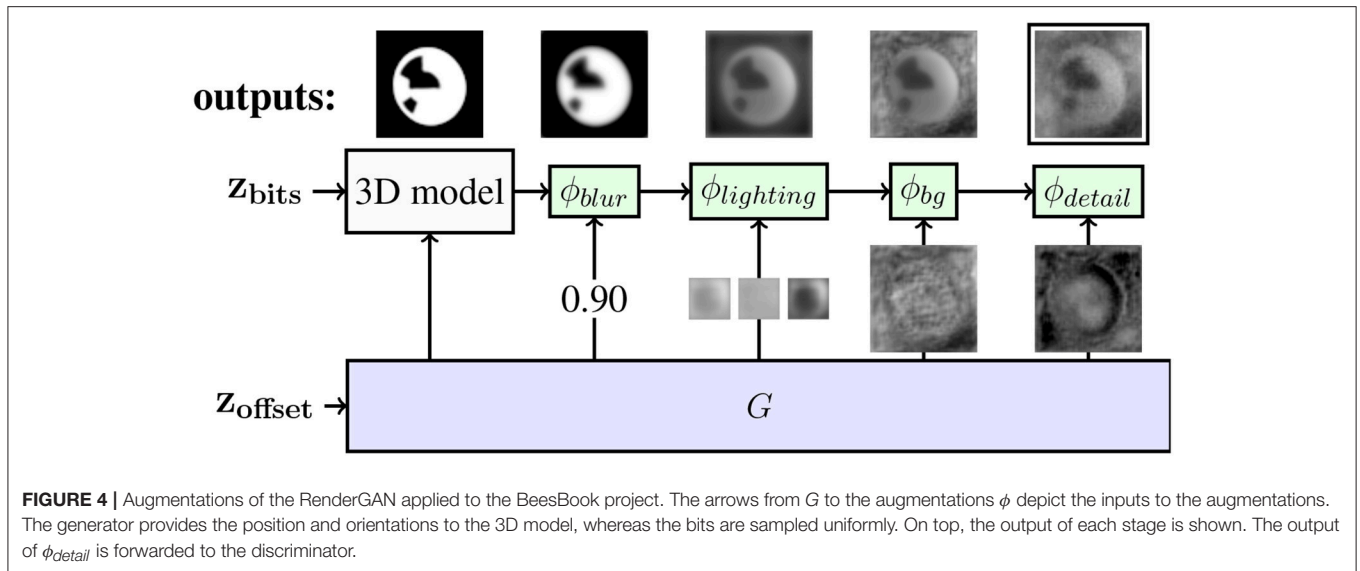 outputs:
z_bits 3D model ϕ_blur ϕ_lighting ϕ_bg ϕ_detail
0.90
z_offset G
FIGURE 4 | Augmentations of the RenderGAN applied to the BeesBook project. The arrows from G to the augmentations ϕ depict the inputs to the augmentations.
The generator provides the position and orientations to the 3D model, whereas the bits are sampled uniformly. On top, the output of each stage is shown. The output
of ϕ_detail is forwarded to the discriminator.